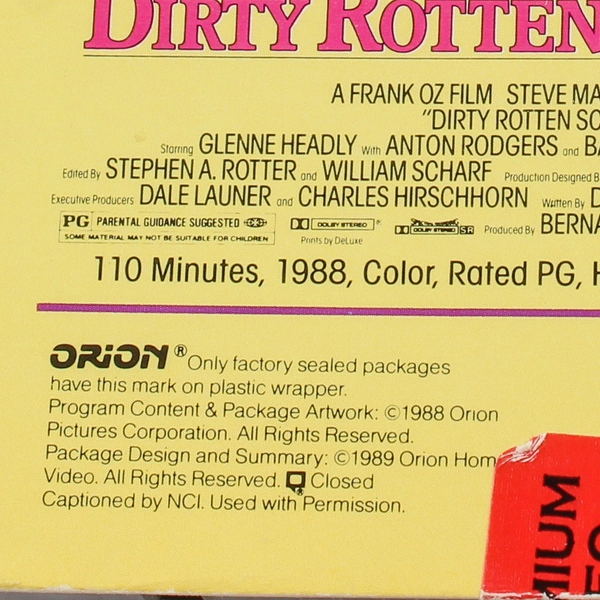 DIRTY ROTTEN
A FRANK OZ FILM STEVE MA
"DIRTY ROTTEN SC
Starring GLENNE HEADLY With ANTON RODGERS and BA
Edited By STEPHEN A. ROTTER and WILLIAM SCHARF Production Designed B
Executive Producers DALE LAUNER and CHARLES HIRSCHHORN Written By D
PG PARENTAL GUIDANCE SUGGESTED
SOME MATERIAL MAY NOT BE SUITABLE FOR CHILDREN
DOLBY STEREO ® DOLBY STEREO SR
Prints by DeLuxe
Produced By BERNA
110 Minutes, 1988, Color, Rated PG, H
ORION ® Only factory sealed packages
have this mark on plastic wrapper.
Program Content & Package Artwork: ©1988 Orion
Pictures Corporation. All Rights Reserved.
Package Design and Summary: ©1989 Orion Hom
Video. All Rights Reserved. Closed
Captioned by NCI. Used with Permission.
MIUM